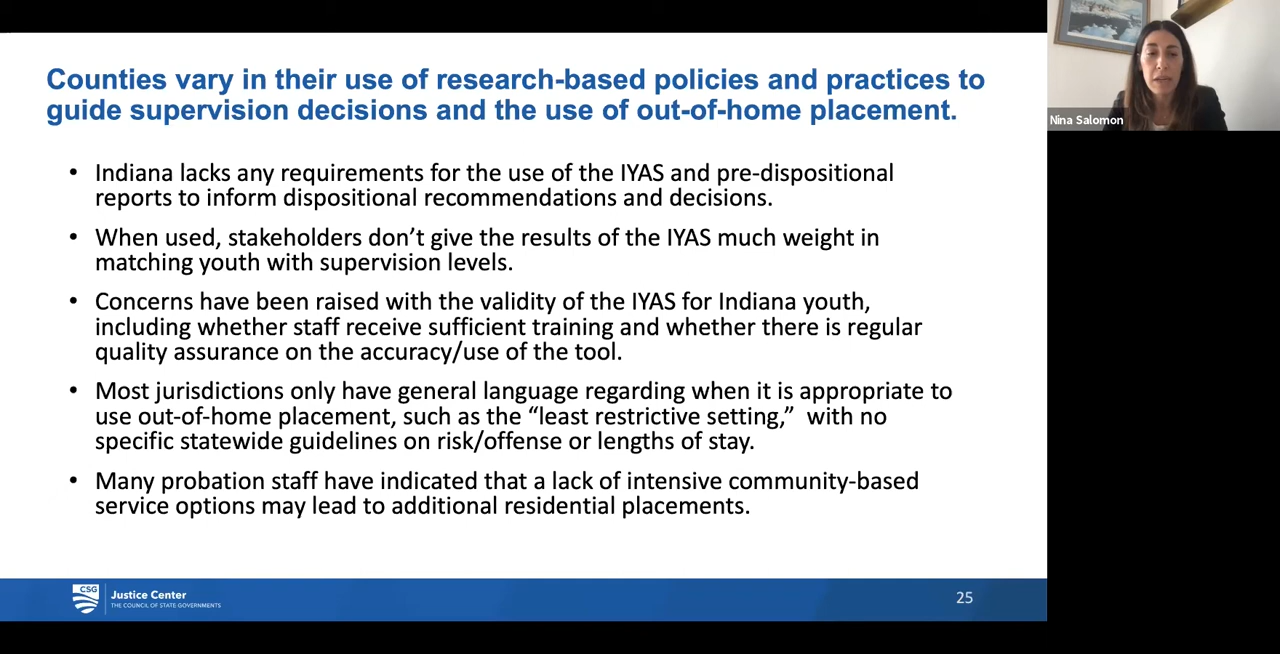 Counties vary in their use of research-based policies and practices to
guide supervision decisions and the use of out-of-home placement.
• Indiana lacks any requirements for the use of the IYAS and pre-dispositional
reports to inform dispositional recommendations and decisions.
• When used, stakeholders don’t give the results of the IYAS much weight in
matching youth with supervision levels.
• Concerns have been raised with the validity of the IYAS for Indiana youth,
including whether staff receive sufficient training and whether there is regular
quality assurance on the accuracy/use of the tool.
• Most jurisdictions only have general language regarding when it is appropriate to
use out-of-home placement, such as the “least restrictive setting,”  with no
specific statewide guidelines on risk/offense or lengths of stay.
• Many probation staff have indicated that a lack of intensive community-based
service options may lead to additional residential placements.
CSG
Justice Center
THE COUNCIL OF STATE GOVERNMENTS
25
Nina Salomon